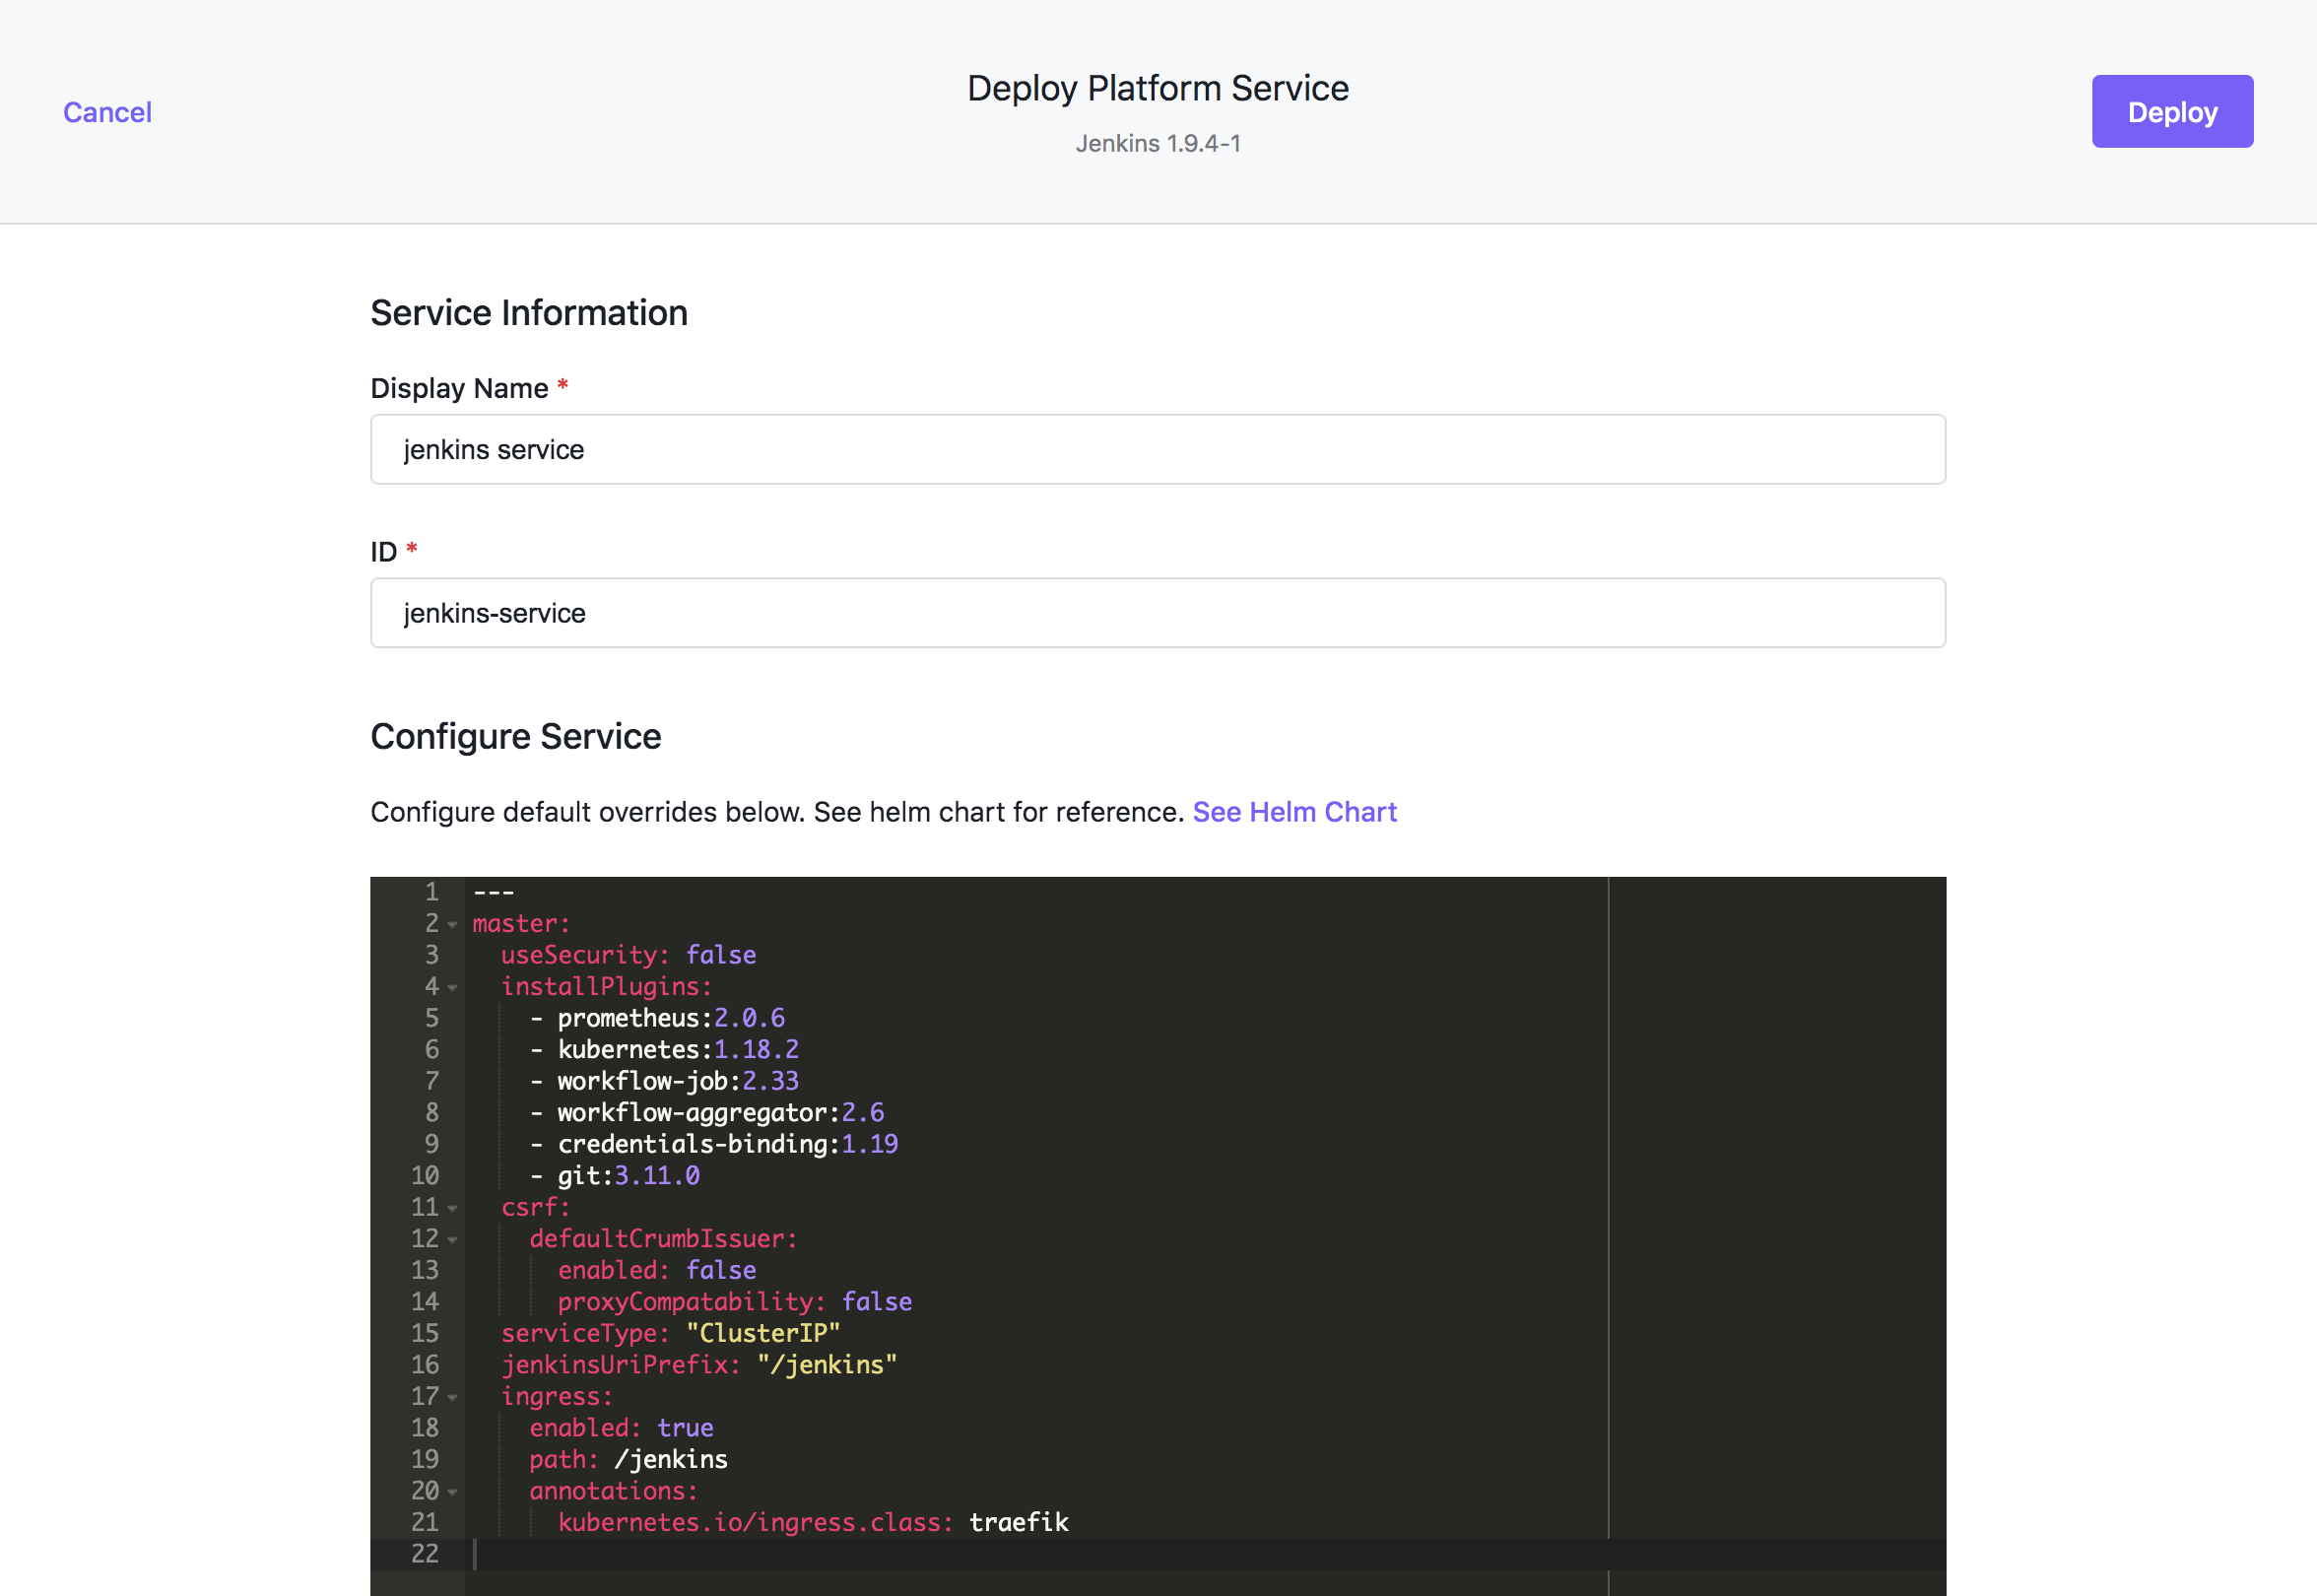 Cancel
Deploy Platform Service
Jenkins 1.9.4-1
Deploy
Service Information
Display Name *
jenkins service
ID *
jenkins-service
Configure Service
Configure default overrides below. See helm chart for reference. See Helm Chart
1 ---
2 master:
3   useSecurity: false
4   installPlugins:
5     - prometheus:2.0.6
6     - kubernetes:1.18.2
7     - workflow-job:2.33
8     - workflow-aggregator:2.6
9     - credentials-binding:1.19
10     - git:3.11.0
11   csrf:
12     defaultCrumbIssuer:
13       enabled: false
14       proxyCompatability: false
15   serviceType: "ClusterIP"
16   jenkinsUriPrefix: "/jenkins"
17   ingress:
18     enabled: true
19     path: /jenkins
20     annotations:
21       kubernetes.io/ingress.class: traefik
22